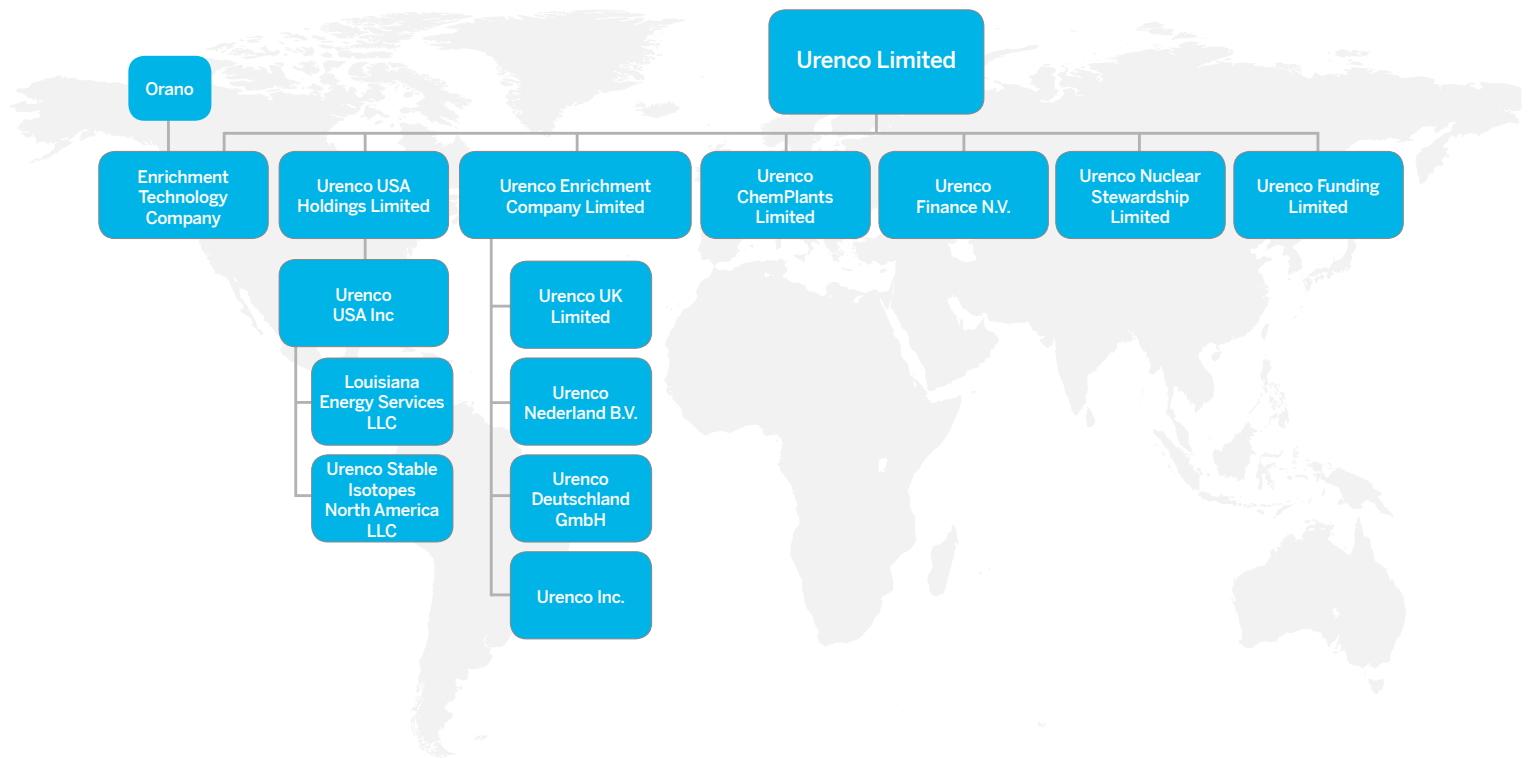 Urenco Limited
Orano
Enrichment
Technology
Company
Urenco USA
Holdings Limited
Urenco Enrichment
Company Limited
Urenco
ChemPlants
Limited
Urenco
Finance N.V.
Urenco Nuclear
Stewardship
Limited
Urenco Funding
Limited
Urenco
USA Inc
Louisiana
Energy Services
LLC
Urenco Stable
Isotopes
North America
LLC
Urenco UK
Limited
Urenco
Nederland B.V.
Urenco
Deutschland
GmbH
Urenco Inc.